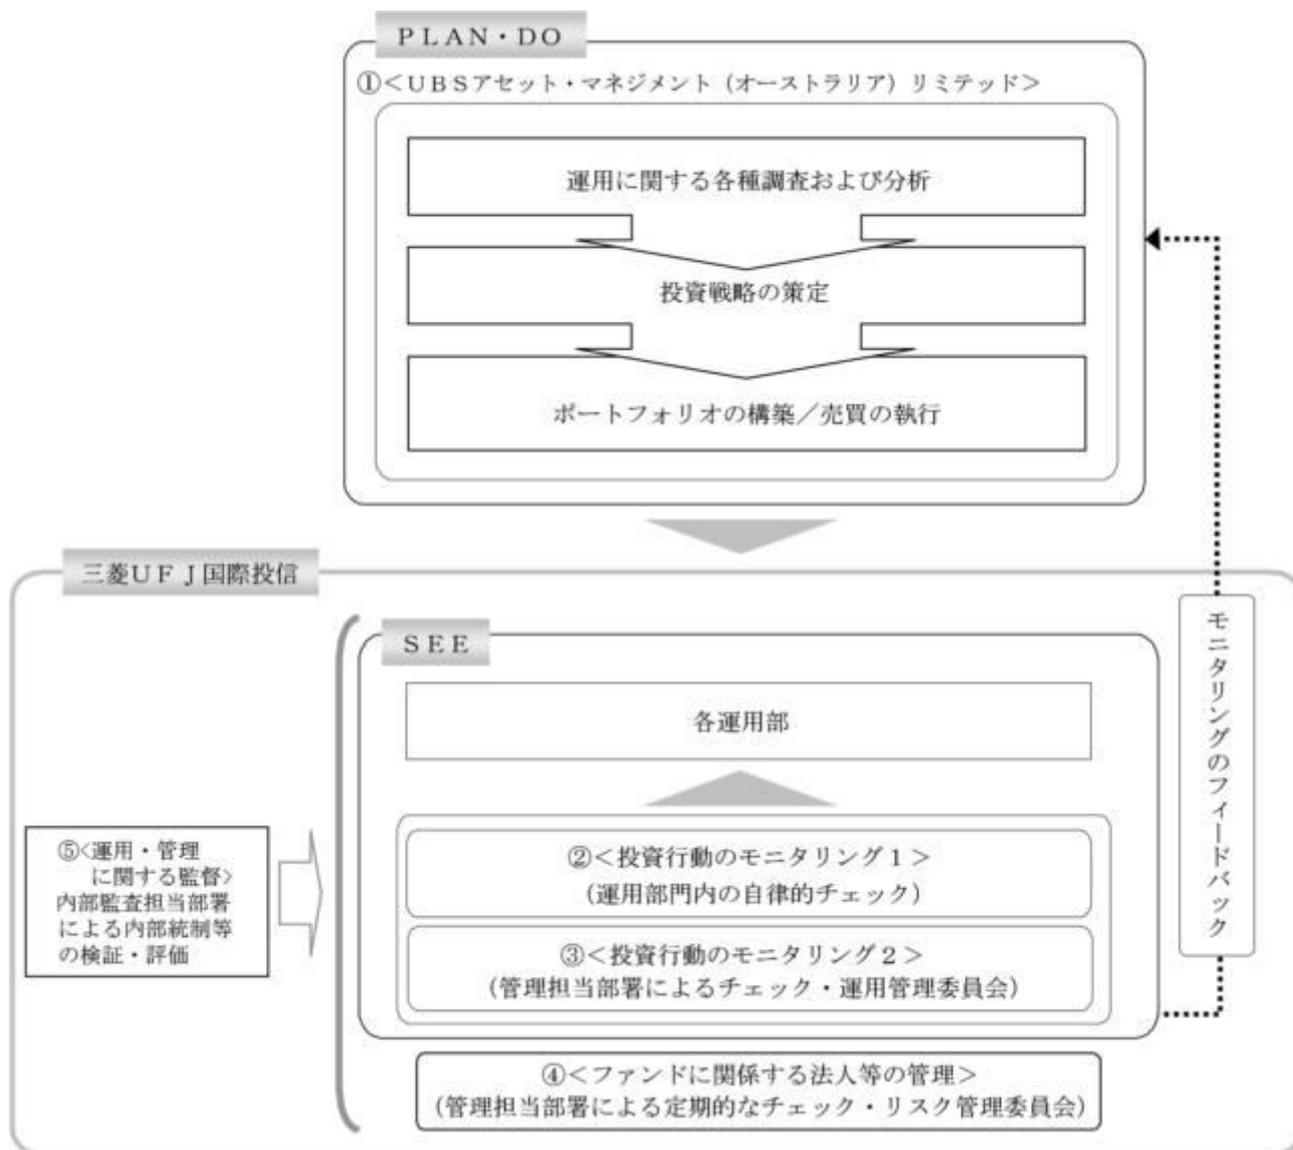 PLAN・DO
①<UBSアセット・マネジメント(オーストラリア)リミテッド>
運用に関する各種調査および分析
投資戦略の策定
ポートフォリオの構築/売買の執行
三菱UFJ国際投信
SEE
各運用部
②<投資行動のモニタリング1>
(運用部門内の自律的チェック)
③<投資行動のモニタリング2>
(管理担当部署によるチェック・運用管理委員会)
④<ファンドに関係する法人等の管理>
(管理担当部署による定期的なチェック・リスク管理委員会)
⑤<運用・管理
に関する監督>
内部監査担当部署
による内部統制等
の検証・評価
モニタリングのフィードバック